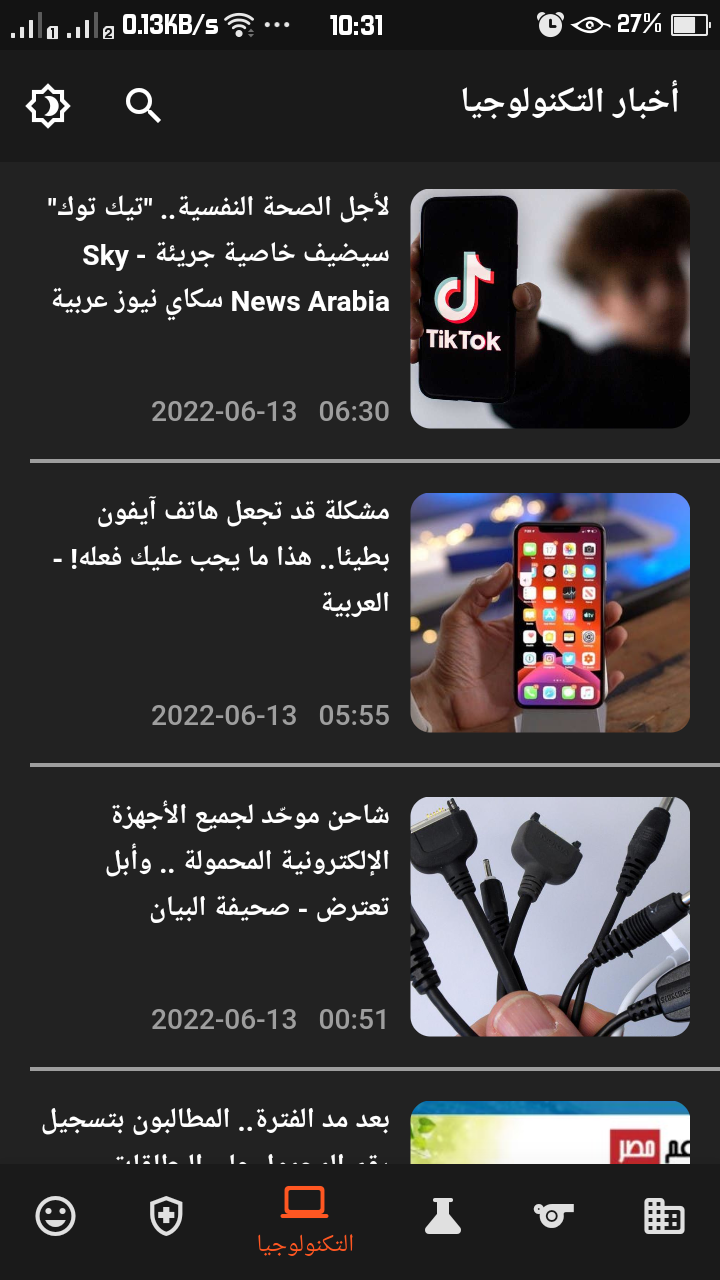 1 2 0.13KB/s ... 10:31 27%
أخبار التكنولوجيا
لأجل الصحة النفسية.. "تيك توك"
سيضيف خاصية جريئة - Sky
News Arabia سكاي نيوز عربية
2022-06-13 06:30
TikTok
مشكلة قد تجعل هاتف آيفون
بطيئا.. هذا ما يجب عليك فعله! -
العربية
2022-06-13 05:55
شاحن موحّد لجميع الأجهزة
الإلكترونية المحمولة .. وأبل
تعترض - صحيفة البيان
2022-06-13 00:51
بعد مد الفترة.. المطالبون بتسجيل
مصر
التكنولوجيا